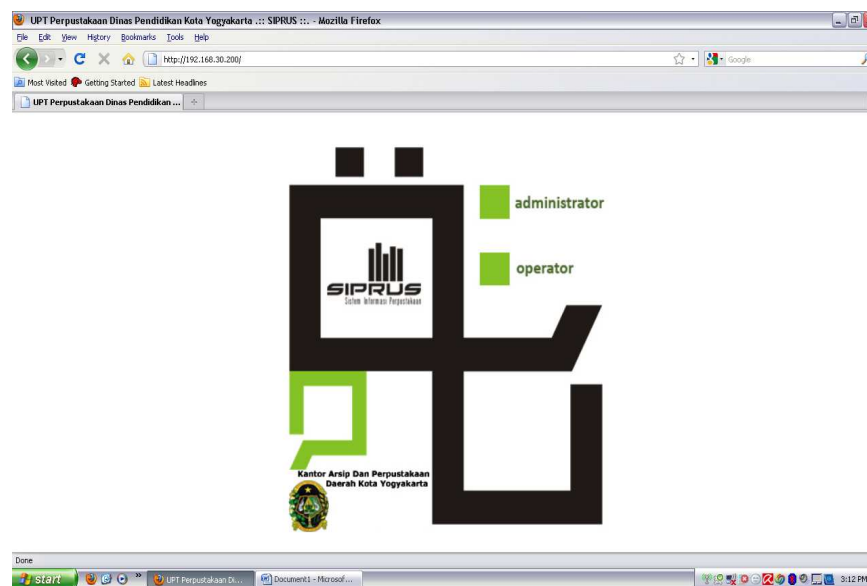 UPT Perpustakaan Dinas Pendidikan Kota Yogyakarta .:: SIPRUS ::. - Mozilla Firefox
File Edit View History Bookmarks Tools Help
http://192.168.30.200/
Google
Most Visited Getting Started Latest Headlines
UPT Perpustakaan Dinas Pendidikan ...
administrator
operator
SIPRUS
Sistem Informasi Perpustakaan
Kantor Arsip Dan Perpustakaan
Daerah Kota Yogyakarta
Done
start
UPT Perpustakaan Di...
Document1 - Microsof...
3:12 PM